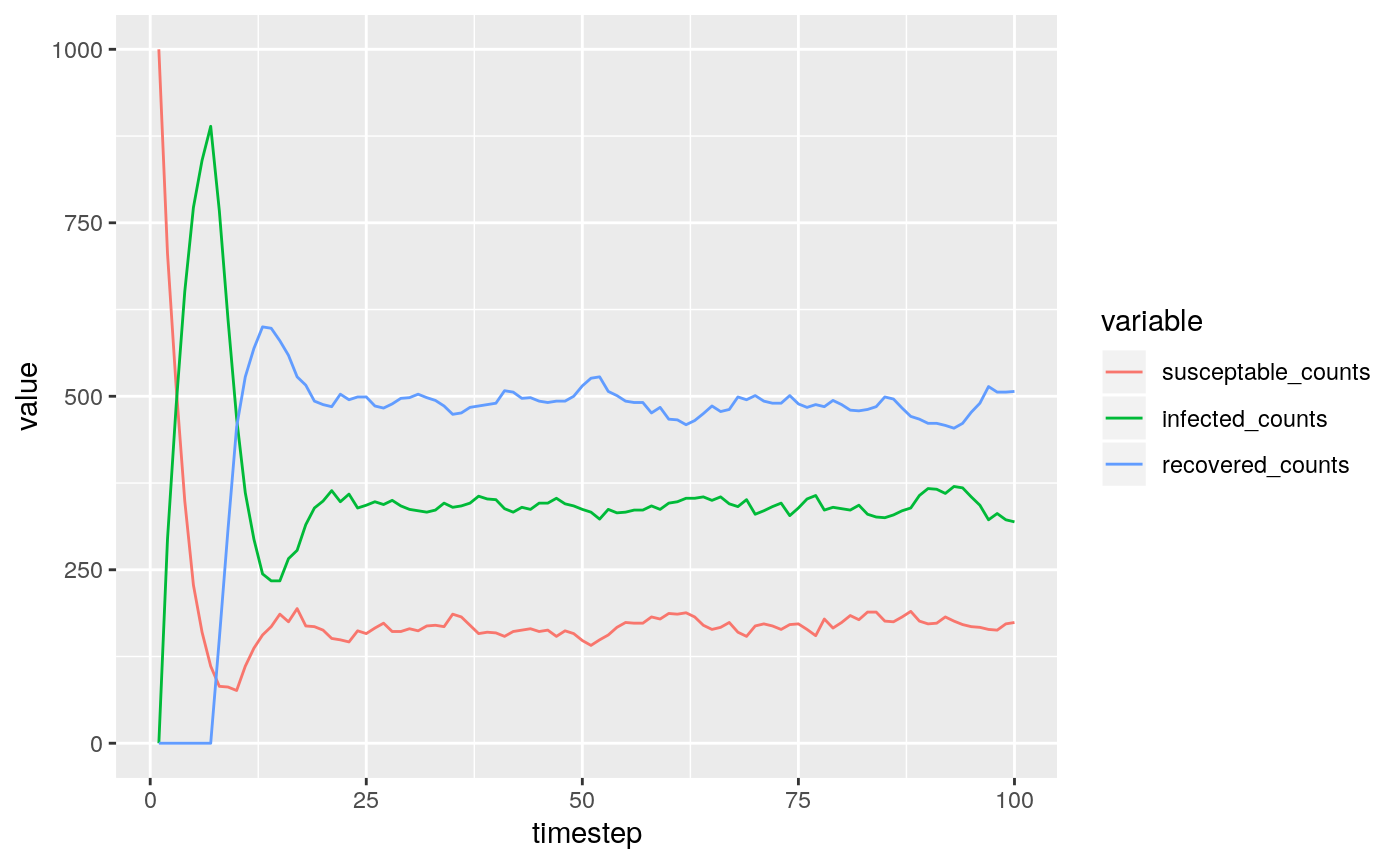 1000
750
500
250
0
value
0 25 50 75 100
timestep
variable
susceptable_counts
infected_counts
recovered_counts